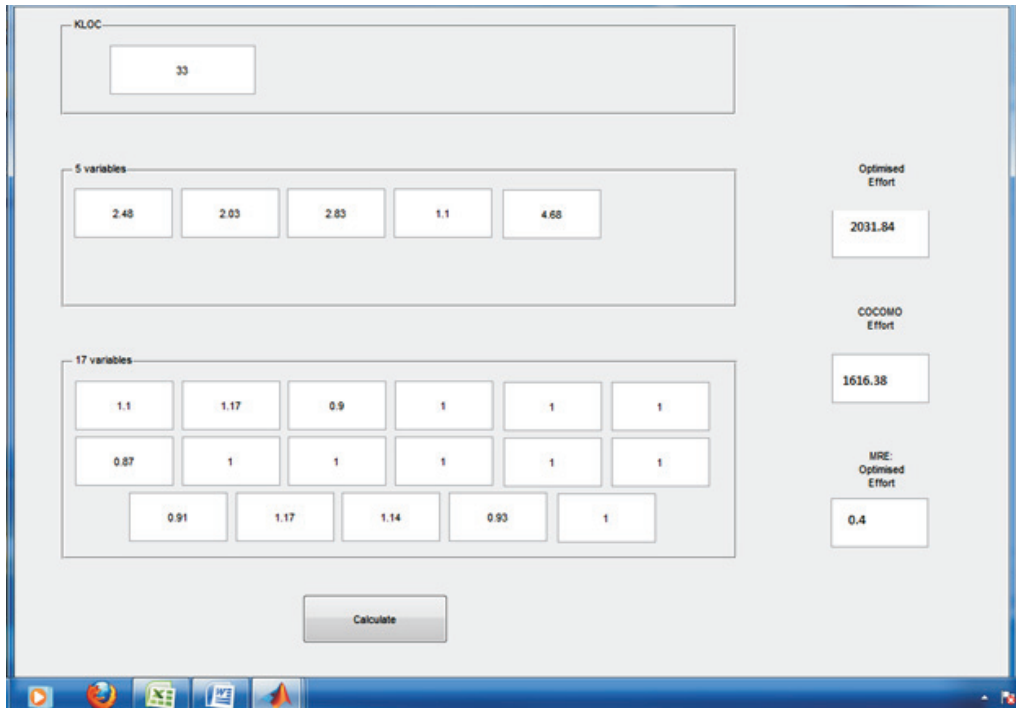 KLOC
33
5 variables
2.48 2.03 2.83 1.1 4.68
Optimised
Effort
2031.84
COCOMO
Effort
1616.38
17 variables
1.1 1.17 0.9 1 1 1
0.87 1 1 1 1 1
0.91 1.17 1.14 0.93 1
MRE:
Optimised
Effort
0.4
Calculate